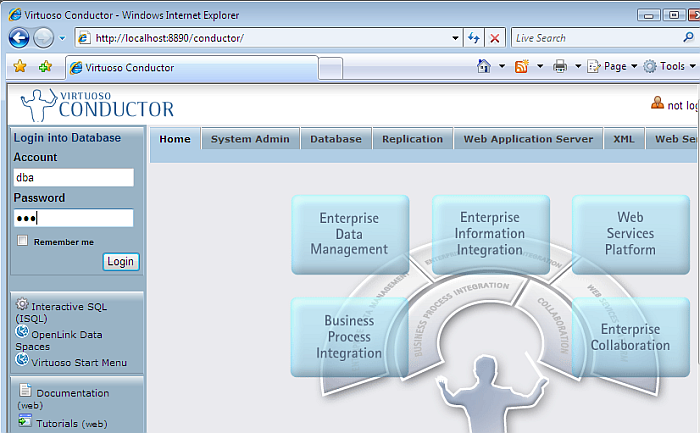 Virtuoso Conductor - Windows Internet Explorer
http://localhost:8890/conductor/
Live Search
Virtuoso Conductor
Page
Tools
VIRTUOSO
CONDUCTOR
not log
Login into Database
Account
dba
Password
•••
Remember me
Login
Interactive SQL
(ISQL)
OpenLink Data
Spaces
Virtuoso Start Menu
Documentation
(web)
Tutorials (web)
Home System Admin Database Replication Web Application Server XML Web Ser
Enterprise
Data
Management
Enterprise
Information
Integration
Web
Services
Platform
Business
Process
Integration
Enterprise
Collaboration
BUSINESS PROCESS INTEGRATION
COLLABORATION